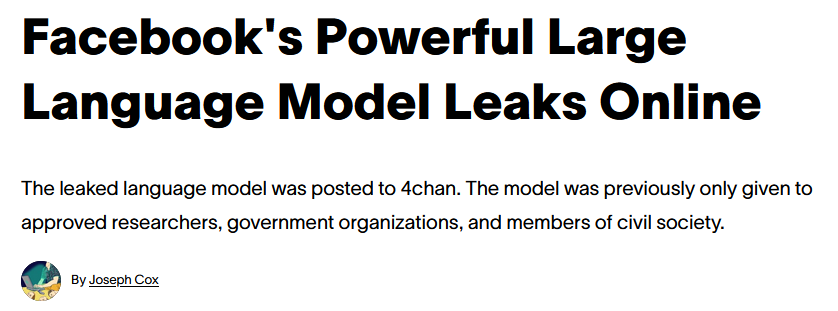 Facebook's Powerful Large
Language Model Leaks Online
The leaked language model was posted to 4chan. The model was previously only given to
approved researchers, government organizations, and members of civil society.
By Joseph Cox